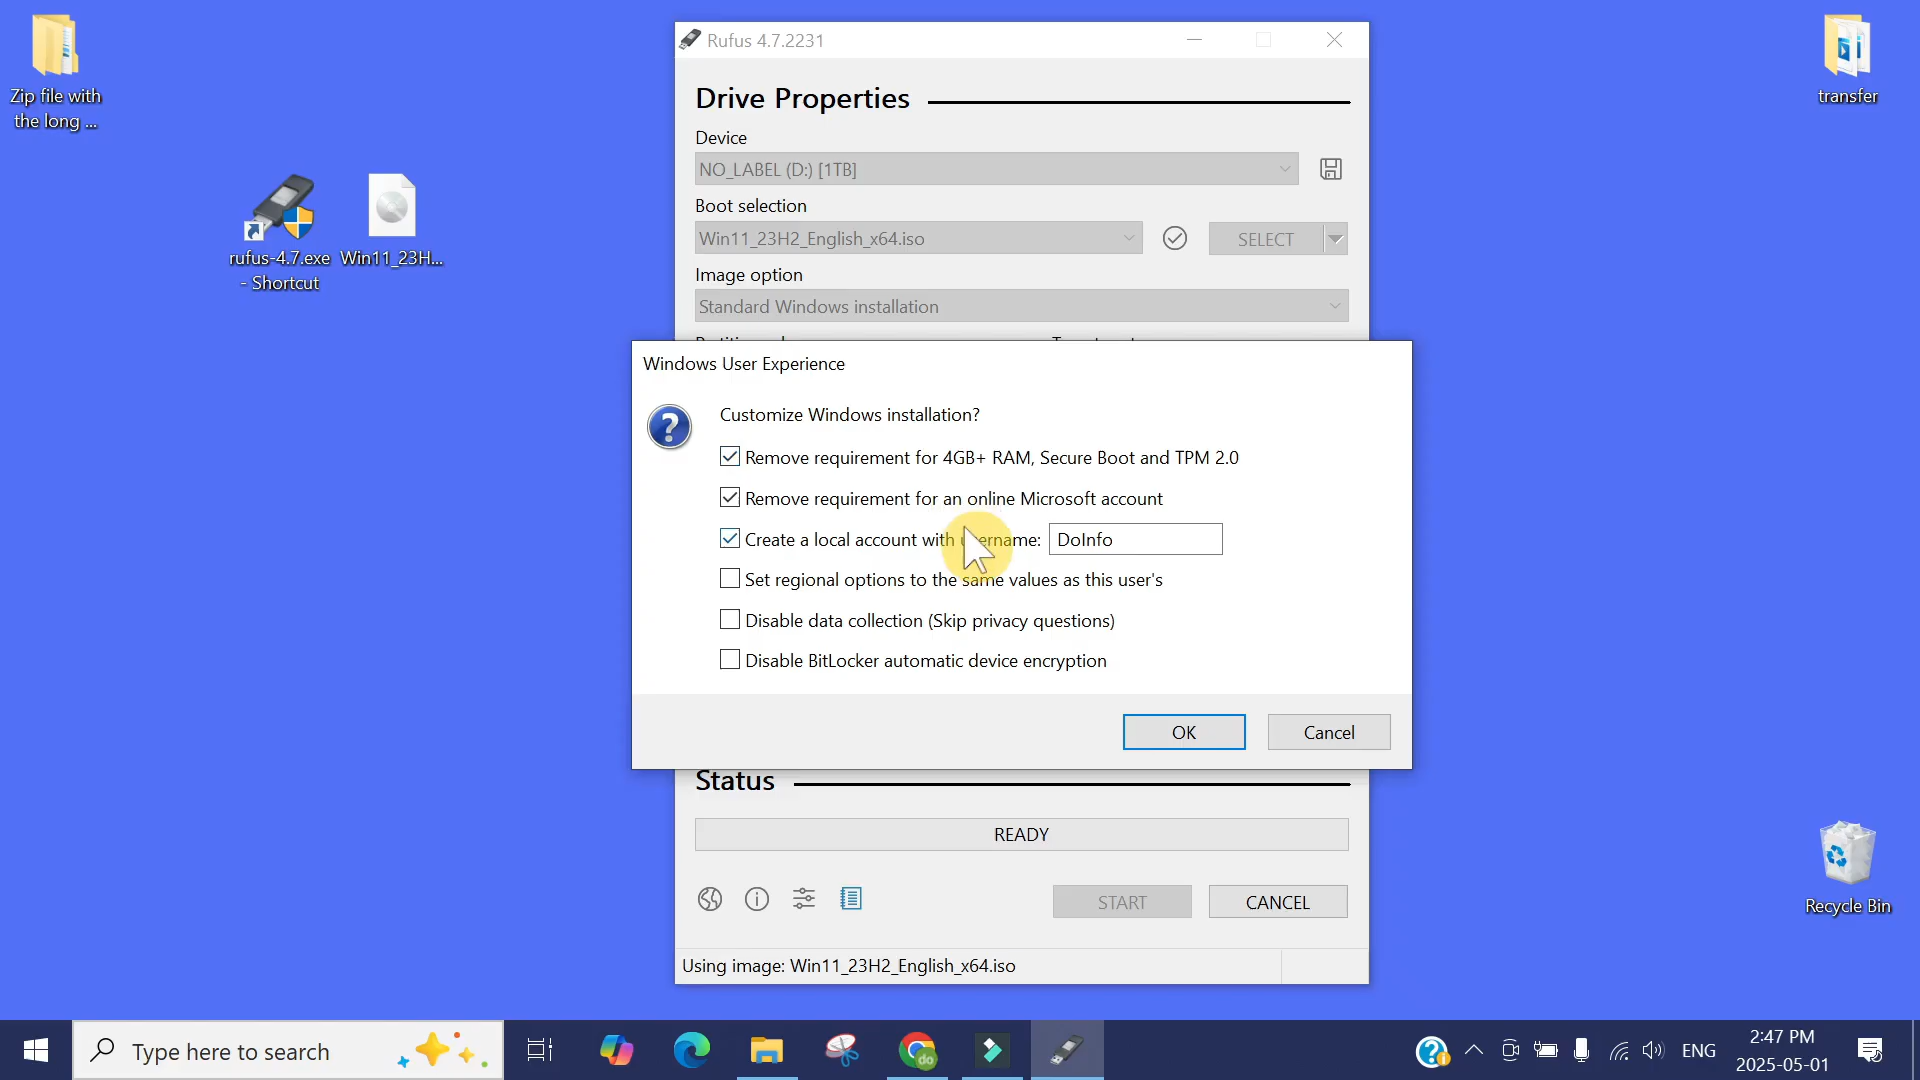 Zip file with
the long ...
rufus-4.7.exe
- Shortcut
Win11_23H...
transfer
Recycle Bin
Rufus 4.7.2231
Drive Properties
Device
NO_LABEL (D:) [1TB]
Boot selection
Win11_23H2_English_x64.iso
SELECT
Image option
Standard Windows installation
Windows User Experience
Customize Windows installation?
Remove requirement for 4GB+ RAM, Secure Boot and TPM 2.0
Remove requirement for an online Microsoft account
Create a local account with username: DoInfo
Set regional options to the same values as this user's
Disable data collection (Skip privacy questions)
Disable BitLocker automatic device encryption
OK Cancel
Status
READY
START CANCEL
Using image: Win11_23H2_English_x64.iso
Type here to search
do
ENG
2:47 PM
2025-05-01